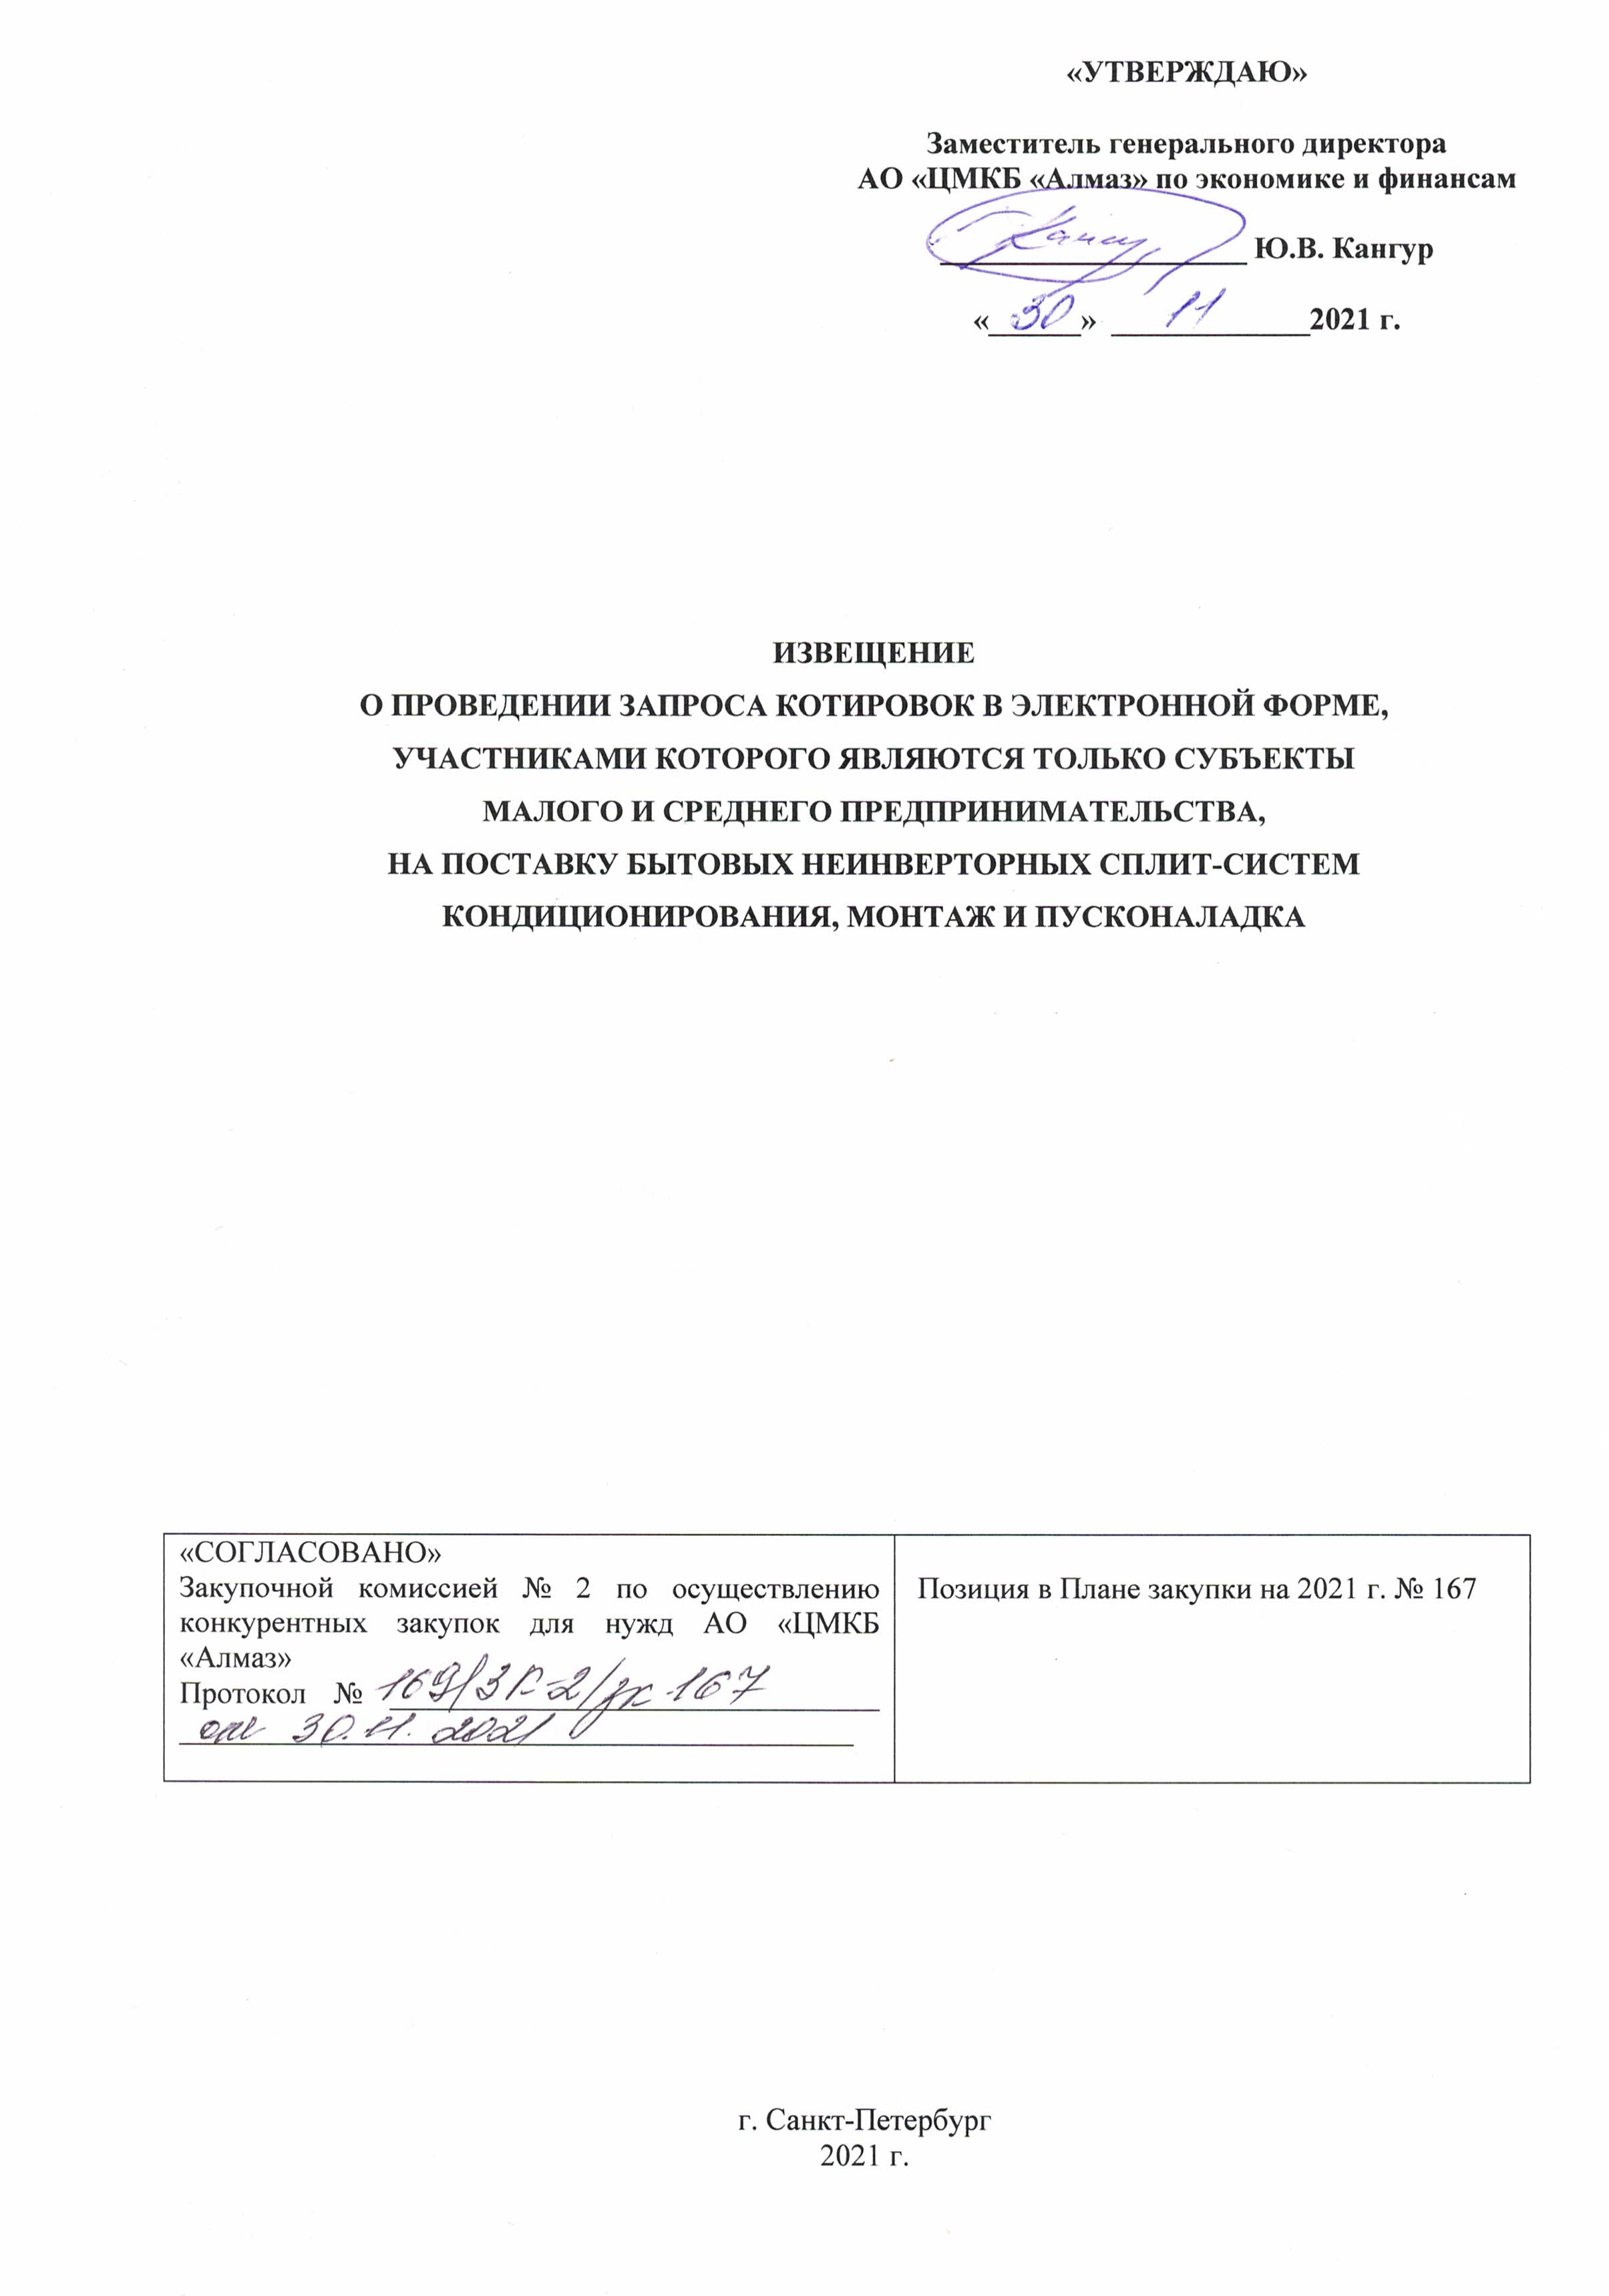 «УТВЕРЖДАЮ»
Заместитель генерального директора
АО «ЦМКБ «Алмаз» по экономике и финансам
Ю.В. Кангур
«30» 11 2021 г.
ИЗВЕЩЕНИЕ
О ПРОВЕДЕНИИ ЗАПРОСА КОТИРОВОК В ЭЛЕКТРОННОЙ ФОРМЕ,
УЧАСТНИКАМИ КОТОРОГО ЯВЛЯЮТСЯ ТОЛЬКО СУБЪЕКТЫ
МАЛОГО И СРЕДНЕГО ПРЕДПРИНИМАТЕЛЬСТВА,
НА ПОСТАВКУ БЫТОВЫХ НЕИНВЕРТОРНЫХ СПЛИТ-СИСТЕМ
КОНДИЦИОНИРОВАНИЯ, МОНТАЖ И ПУСКОНАЛАДКА
«СОГЛАСОВАНО»
Закупочной комиссией № 2 по осуществлению
конкурентных закупок для нужд АО «ЦМКБ
«Алмаз»
Протокол № 169/ЗК-2/зк-167
от 30.11.2021
Позиция в Плане закупки на 2021 г. № 167
г. Санкт-Петербург
2021 г.